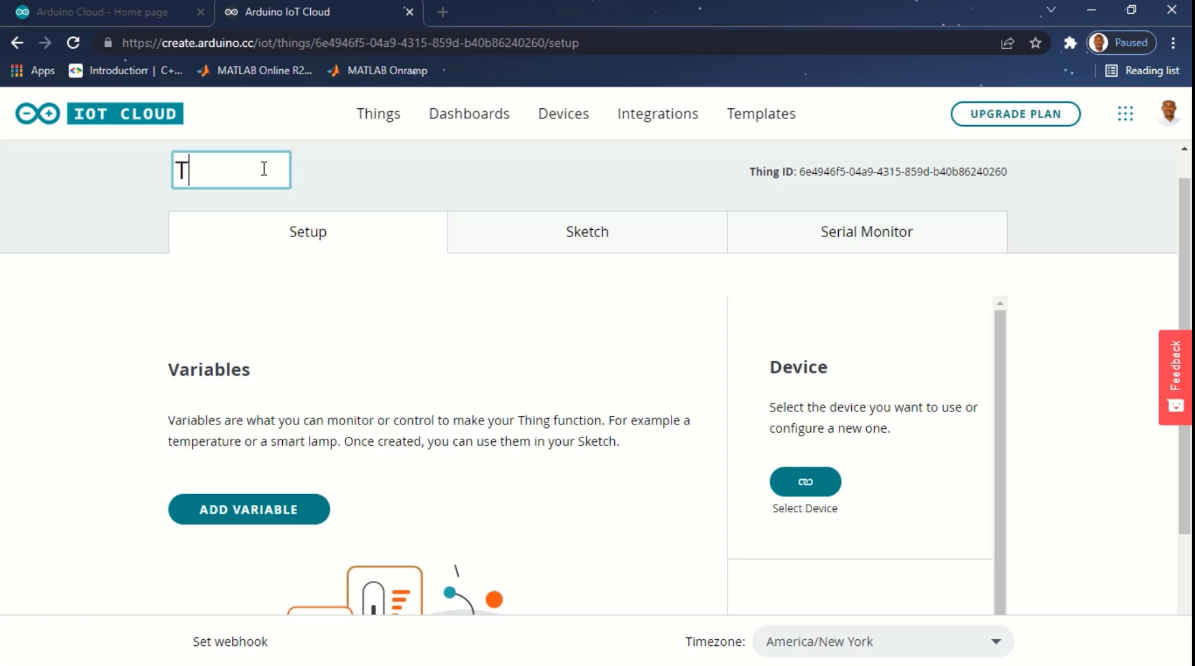 Arduino Cloud - Home page
Arduino IoT Cloud
https://create.arduino.cc/iot/things/6e4946f5-04a9-4315-859d-b40b86240260/setup
Paused
Apps
Introduction | C+...
MATLAB Online R2...
MATLAB Onramp
Reading list
IOT CLOUD
Things
Dashboards
Devices
Integrations
Templates
UPGRADE PLAN
T
Thing ID: 6e4946f5-04a9-4315-859d-b40b86240260
Setup
Sketch
Serial Monitor
Variables
Variables are what you can monitor or control to make your Thing function. For example a
temperature or a smart lamp. Once created, you can use them in your Sketch.
ADD VARIABLE
Device
Select the device you want to use or
configure a new one.
Select Device
Feedback
Set webhook
Timezone:
America/New York